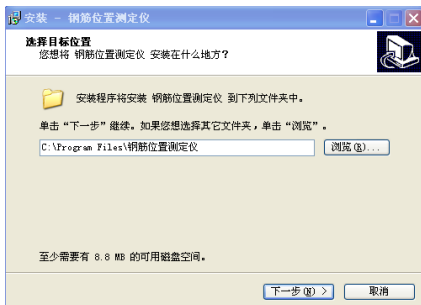 安装 - 钢筋位置测定仪
选择目标位置
您想将 钢筋位置测定仪 安装在什么地方?
安装程序将安装 钢筋位置测定仪 到下列文件夹中。
单击“下一步”继续。如果您想选择其它文件夹,单击“浏览”。
C:\Program Files\钢筋位置测定仪
浏览(R)...
至少需要有 8.8 MB 的可用磁盘空间。
下一步(N) >
取消